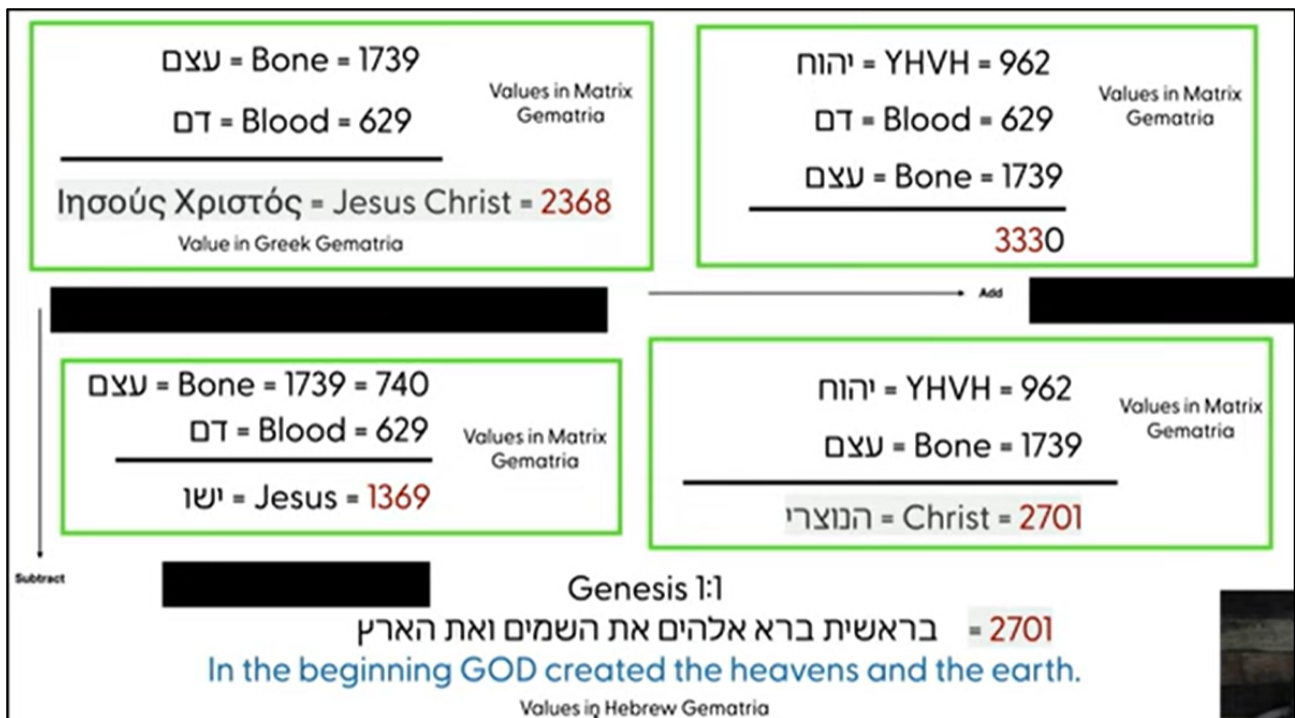 עצם = Bone = 1739
דם = Blood = 629
Values in Matrix
Gematria
Ιησούς Χριστός = Jesus Christ = 2368
Value in Greek Gematria
יהוה = YHVH = 962
דם = Blood = 629
עצם = Bone = 1739
Values in Matrix
Gematria
3330
Add
עצם = Bone = 1739 = 740
דם = Blood = 629
Values in Matrix
Gematria
ישו = Jesus = 1369
יהוה = YHVH = 962
עצם = Bone = 1739
Values in Matrix
Gematria
הנוצרי = Christ = 2701
Subtract
Genesis 1:1
בראשית ברא אלהים את השמים ואת הארץ = 2701
In the beginning GOD created the heavens and the earth.
Values in Hebrew Gematria